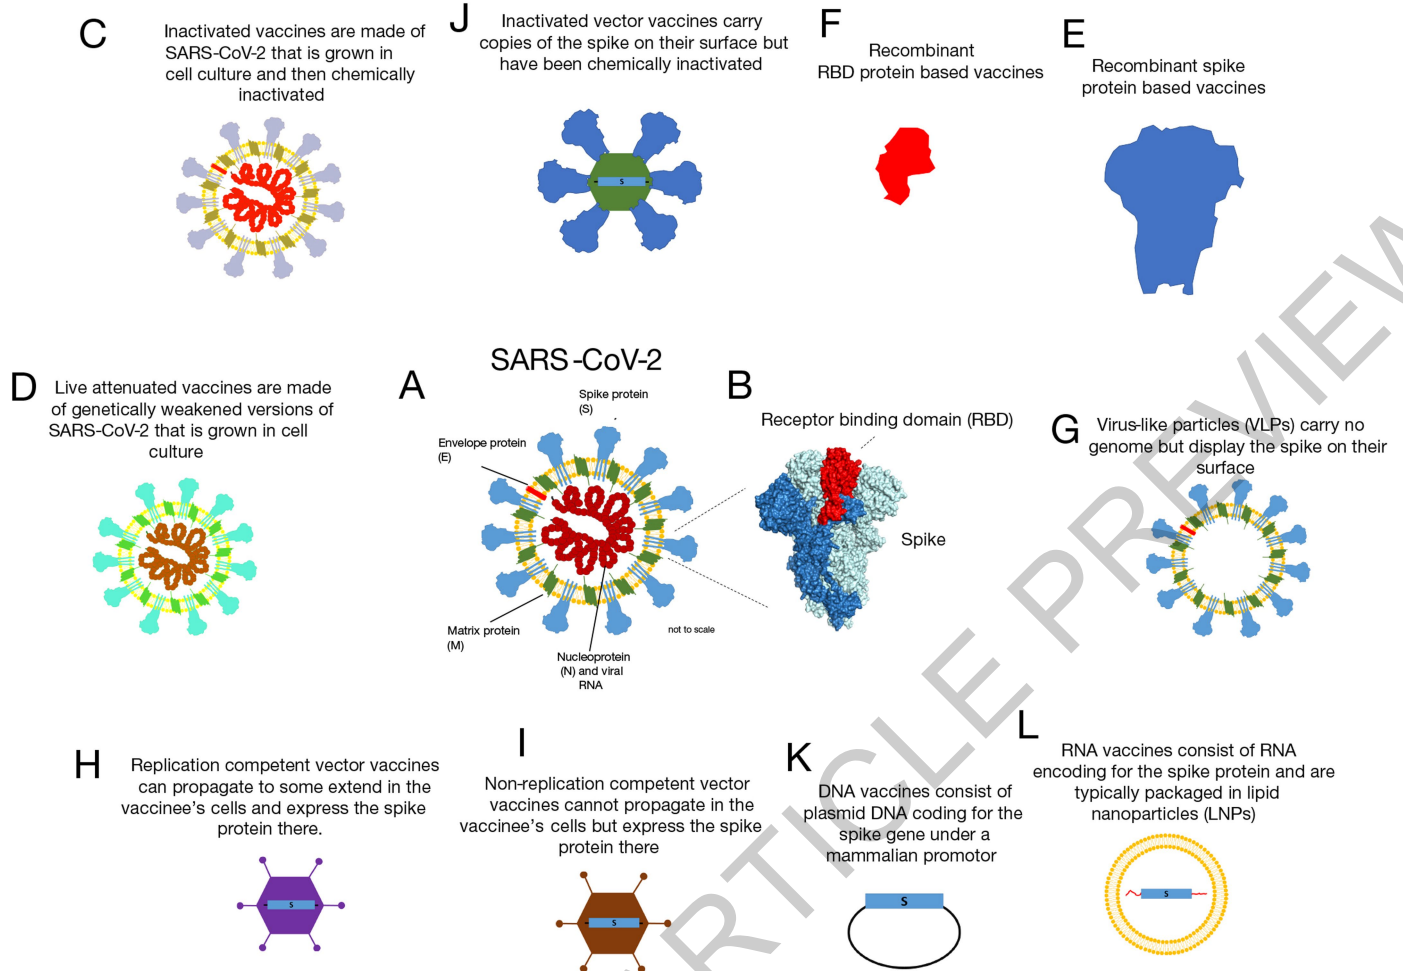 C
Inactivated vaccines are made of
SARS-CoV-2 that is grown in
cell culture and then chemically
inactivated
J
Inactivated vector vaccines carry
copies of the spike on their surface but
have been chemically inactivated
S
F
Recombinant
RBD protein based vaccines
E
Recombinant spike
protein based vaccines
D
Live attenuated vaccines are made
of genetically weakened versions of
SARS-CoV-2 that is grown in cell
culture
SARS-CoV-2
A
Spike protein
(S)
Envelope protein
(E)
Matrix protein
(M)
Nucleoprotein
(N) and viral
RNA
not to scale
B
Receptor binding domain (RBD)
Spike
G
Virus-like particles (VLPs) carry no
genome but display the spike on their
surface
H
Replication competent vector vaccines
can propagate to some extend in the
vaccinee's cells and express the spike
protein there.
S
I
Non-replication competent vector
vaccines cannot propagate in the
vaccinee's cells but express the spike
protein there
S
K
DNA vaccines consist of
plasmid DNA coding for the
spike gene under a
mammalian promotor
S
L
RNA vaccines consist of RNA
encoding for the spike protein and are
typically packaged in lipid
nanoparticles (LNPs)
S
ARTICLE PREVIEW